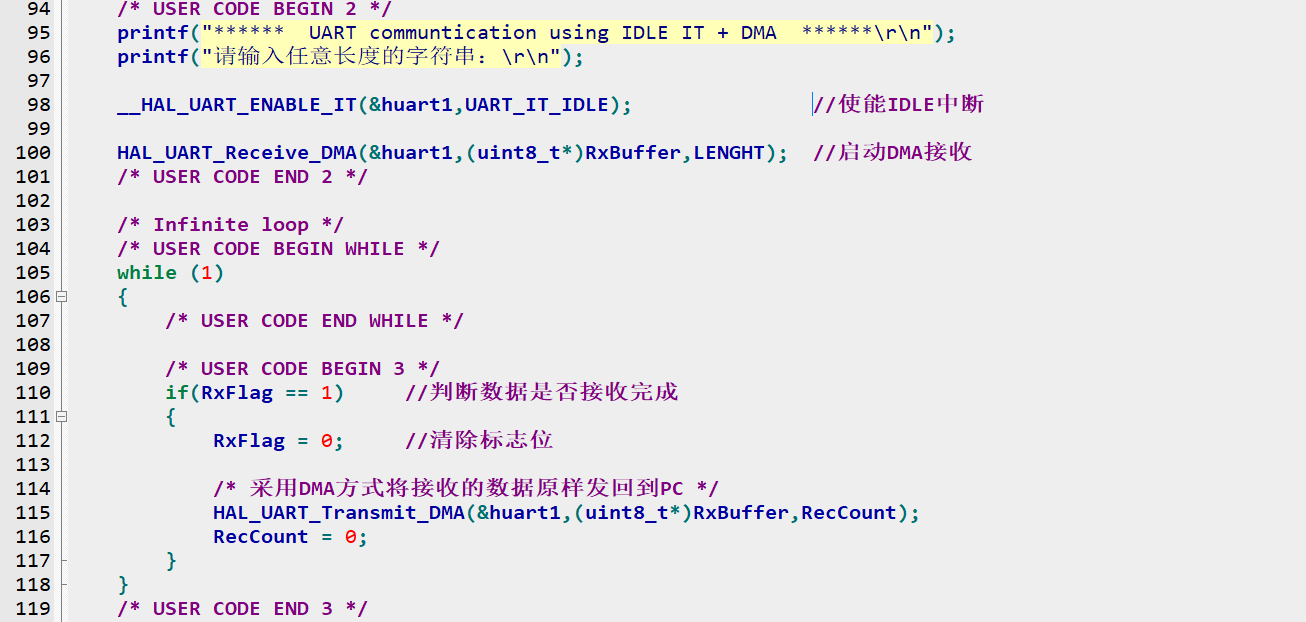 94 /* USER CODE BEGIN 2 */
95 printf("****** UART communtication using IDLE IT + DMA ******\r\n");
96 printf("请输入任意长度的字符串：\r\n");
97
98 __HAL_UART_ENABLE_IT(&huart1,UART_IT_IDLE); //使能IDLE中断
99
100 HAL_UART_Receive_DMA(&huart1,(uint8_t*)RxBuffer,LENGHT); //启动DMA接收
101 /* USER CODE END 2 */
102
103 /* Infinite loop */
104 /* USER CODE BEGIN WHILE */
105 while (1)
106 {
107 /* USER CODE END WHILE */
108
109 /* USER CODE BEGIN 3 */
110 if(RxFlag == 1) //判断数据是否接收完成
111 {
112 RxFlag = 0; //清除标志位
113
114 /* 采用DMA方式将接收的数据原样发回到PC */
115 HAL_UART_Transmit_DMA(&huart1,(uint8_t*)RxBuffer,RecCount);
116 RecCount = 0;
117 }
118 }
119 /* USER CODE END 3 */